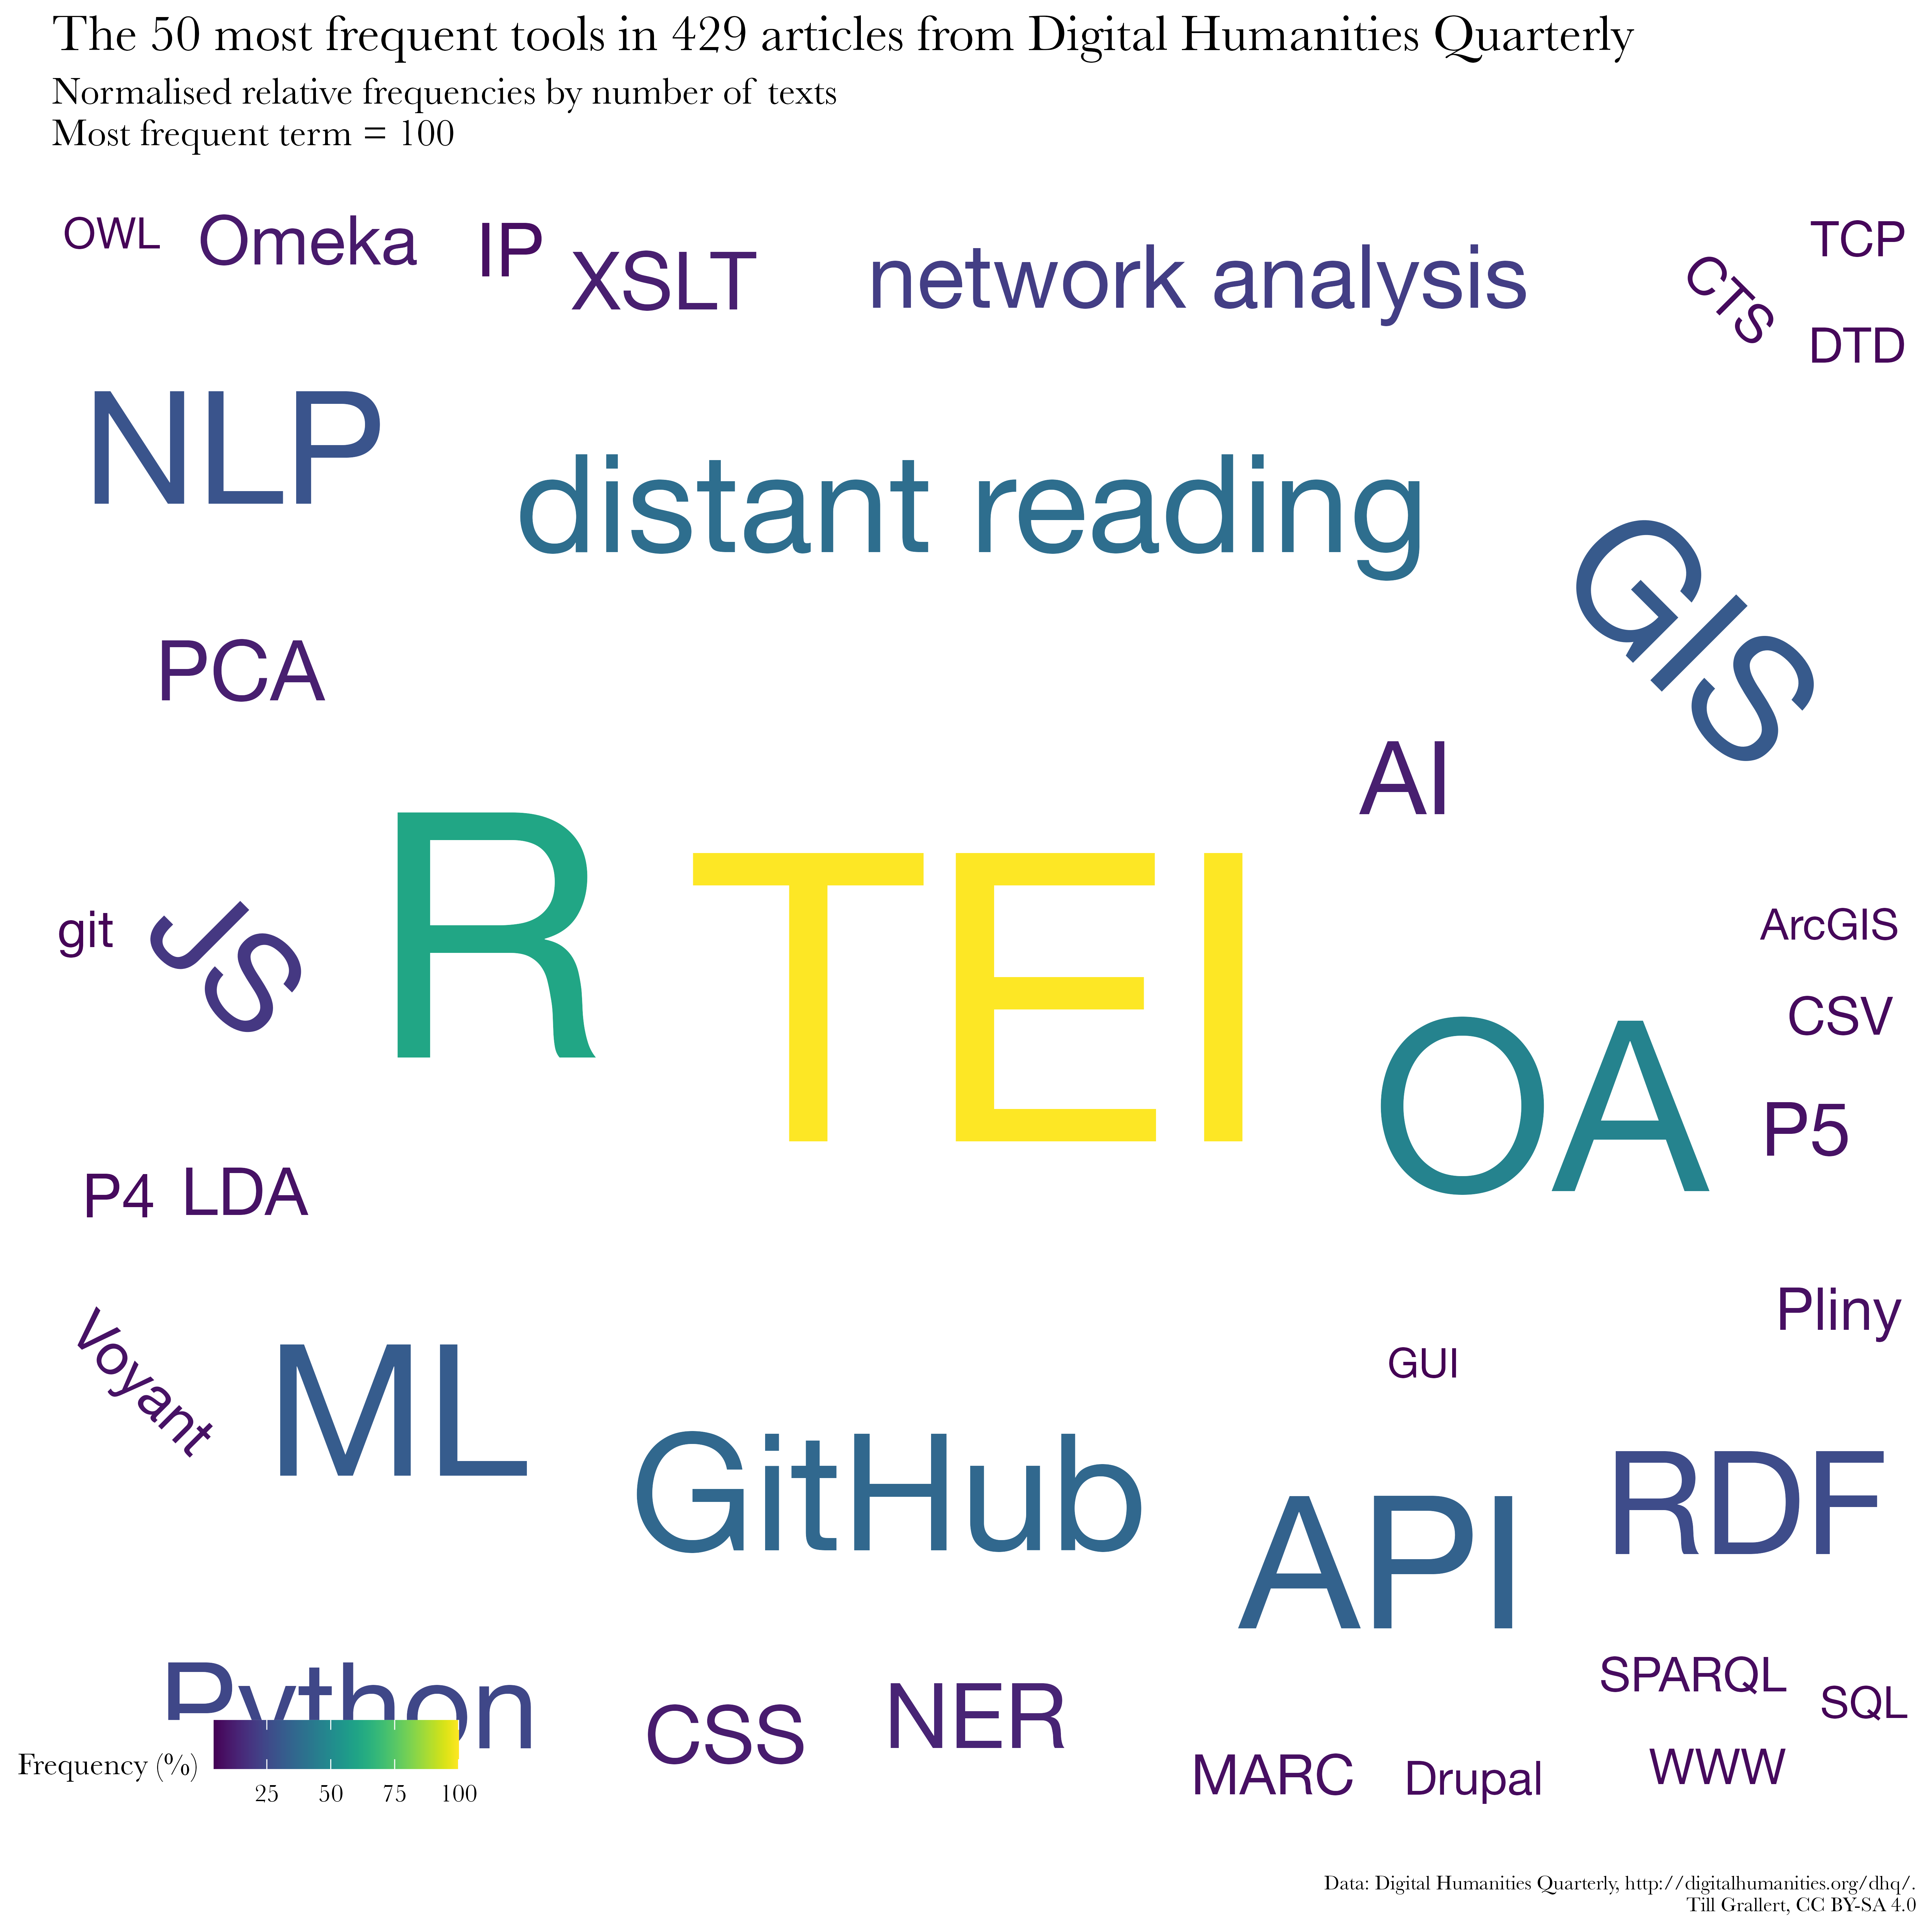 The 50 most frequent tools in 429 articles from Digital Humanities Quarterly
Normalised relative frequencies by number of texts
Most frequent term = 100
OWL
Omeka
IP
XSLT
network analysis
CTS
TCP
DTD
NLP
distant reading
GIS
PCA
AI
git
JS
R
TEI
OA
ArcGIS
CSV
P5
P4
LDA
Voyant
ML
GitHub
GUI
Pliny
API
RDF
Python
CSS
NER
SPARQL
SQL
MARC
Drupal
WWW
Frequency (%)
25 50 75 100
Data: Digital Humanities Quarterly, http://digitalhumanities.org/dhq/.
Till Grallert, CC BY-SA 4.0